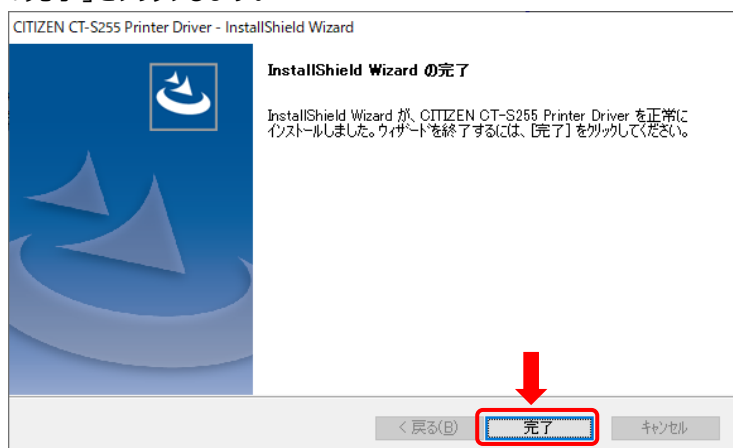 CITIZEN CT-S255 Printer Driver - InstallShield Wizard
InstallShield Wizard の完了
InstallShield Wizard が、CITIZEN CT-S255 Printer Driver を正常に
インストールしました。ウィザードを終了するには、[完了] をクリックしてください。
< 戻る(B)
完了
キャンセル